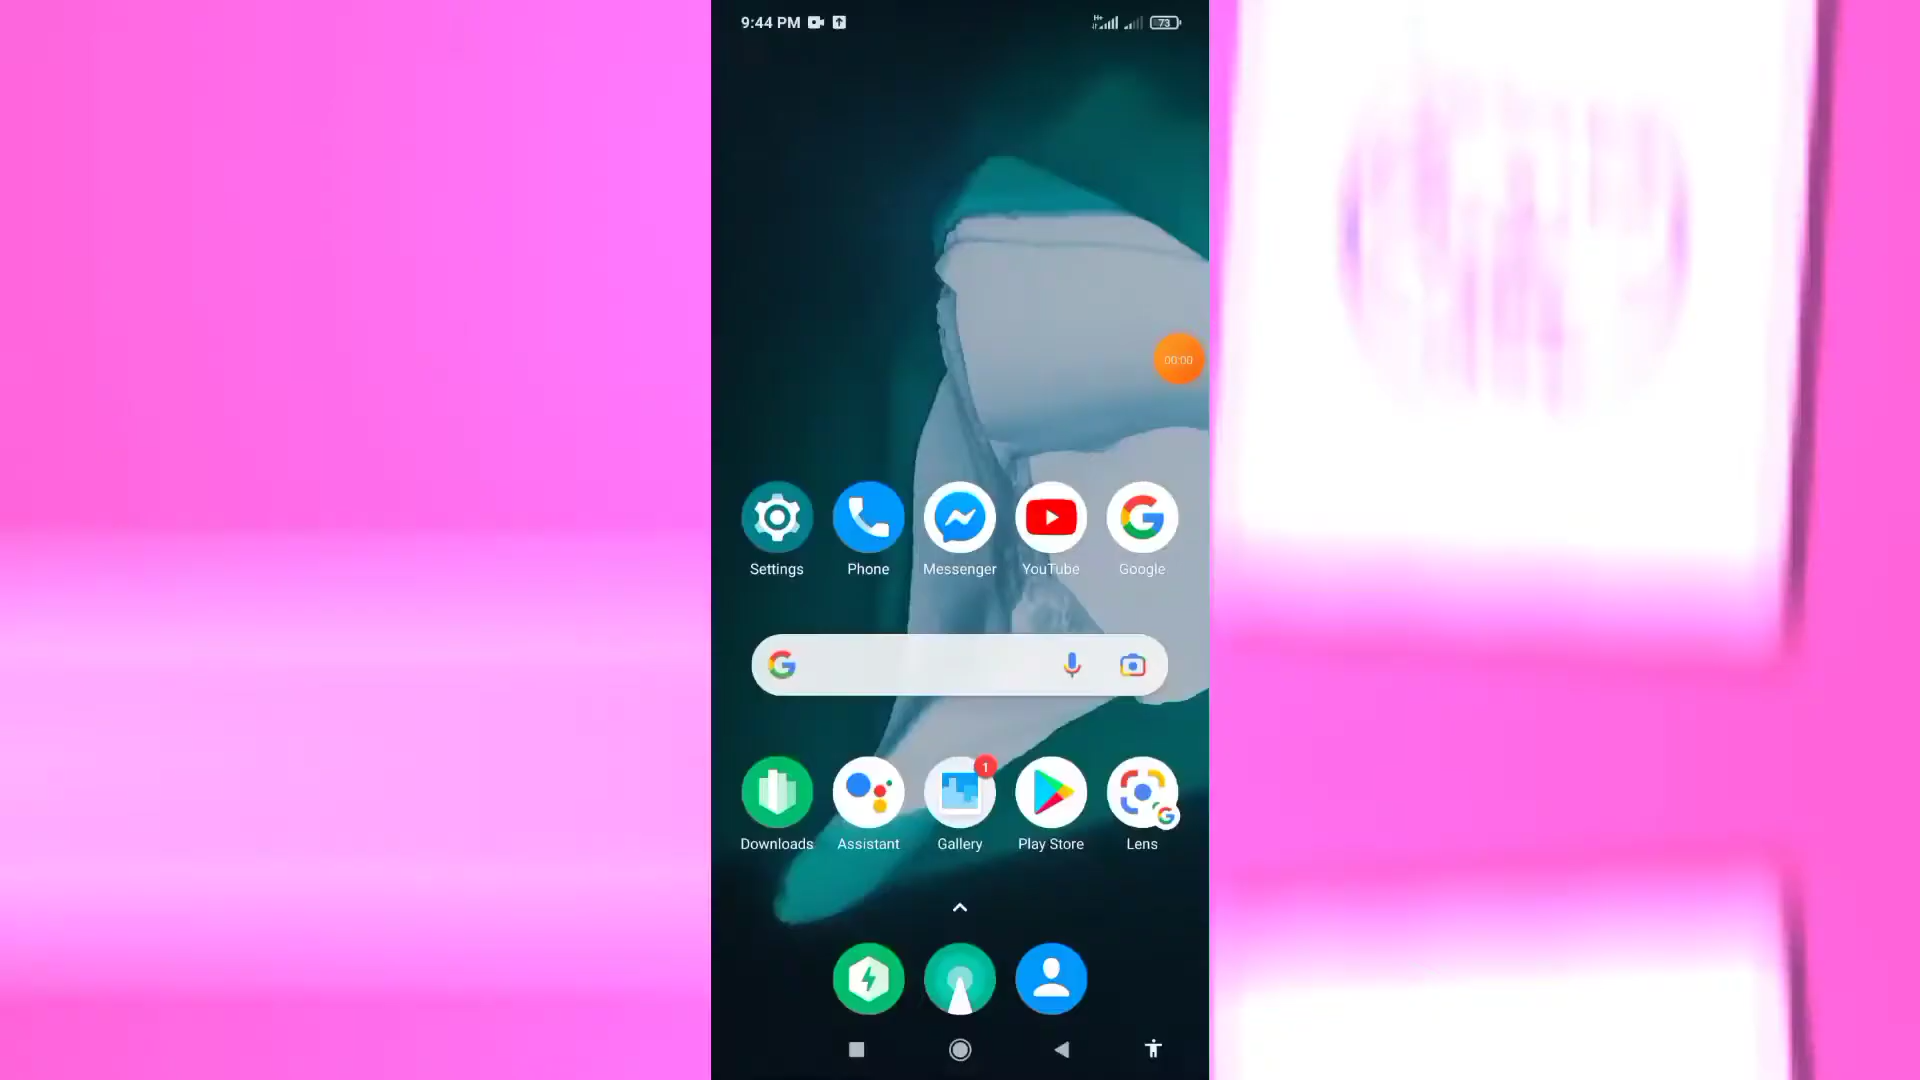 9:44 PM
H+
73
00:00
Settings
Phone
Messenger
YouTube
Google
1
Downloads
Assistant
Gallery
Play Store
Lens